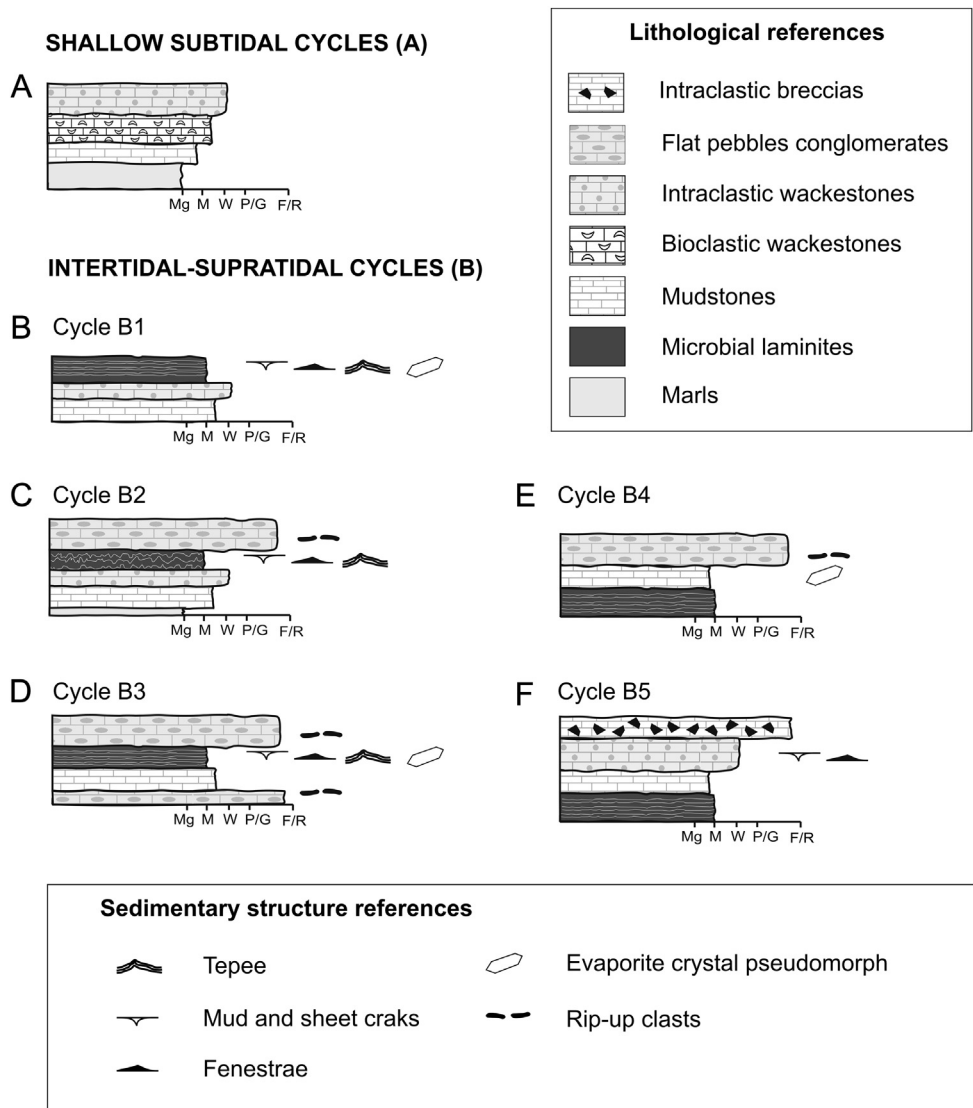 SHALLOW SUBTIDAL CYCLES (A)
A
Mg M W P/G F/R
INTERTIDAL-SUPRATIDAL CYCLES (B)
B Cycle B1
Mg M W P/G F/R
C Cycle B2
Mg M W P/G F/R
D Cycle B3
Mg M W P/G F/R
E Cycle B4
Mg M W P/G F/R
F Cycle B5
Mg M W P/G F/R
Lithological references
Intraclastic breccias
Flat pebbles conglomerates
Intraclastic wackestones
Bioclastic wackestones
Mudstones
Microbial laminites
Marls
Sedimentary structure references
Tepee
Mud and sheet craks
Fenestrae
Evaporite crystal pseudomorph
Rip-up clasts